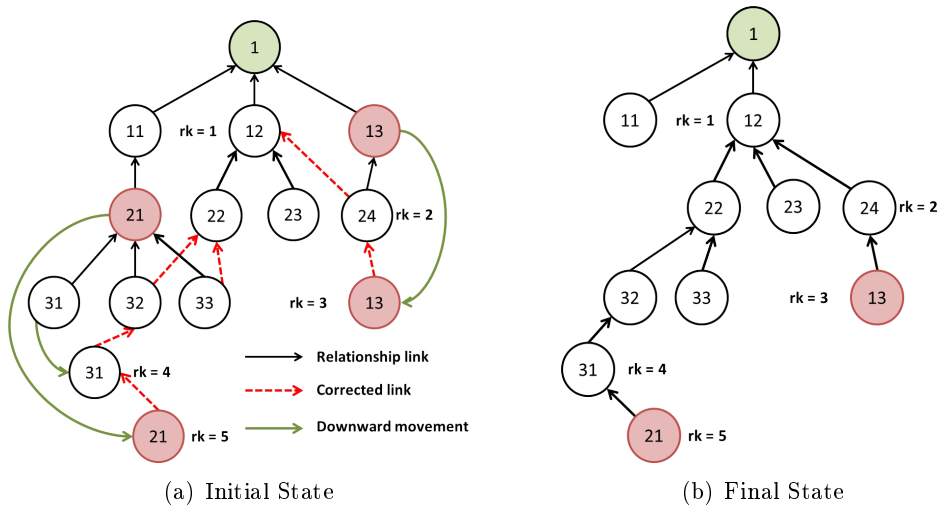 1
11
rk = 1
12
13
21
22
23
24
rk = 2
31
32
33
rk = 3
13
31
rk = 4
21
rk = 5
Relationship link
Corrected link
Downward movement
(a) Initial State
1
11
rk = 1
12
22
23
24
rk = 2
32
33
rk = 3
13
31
rk = 4
21
rk = 5
(b) Final State